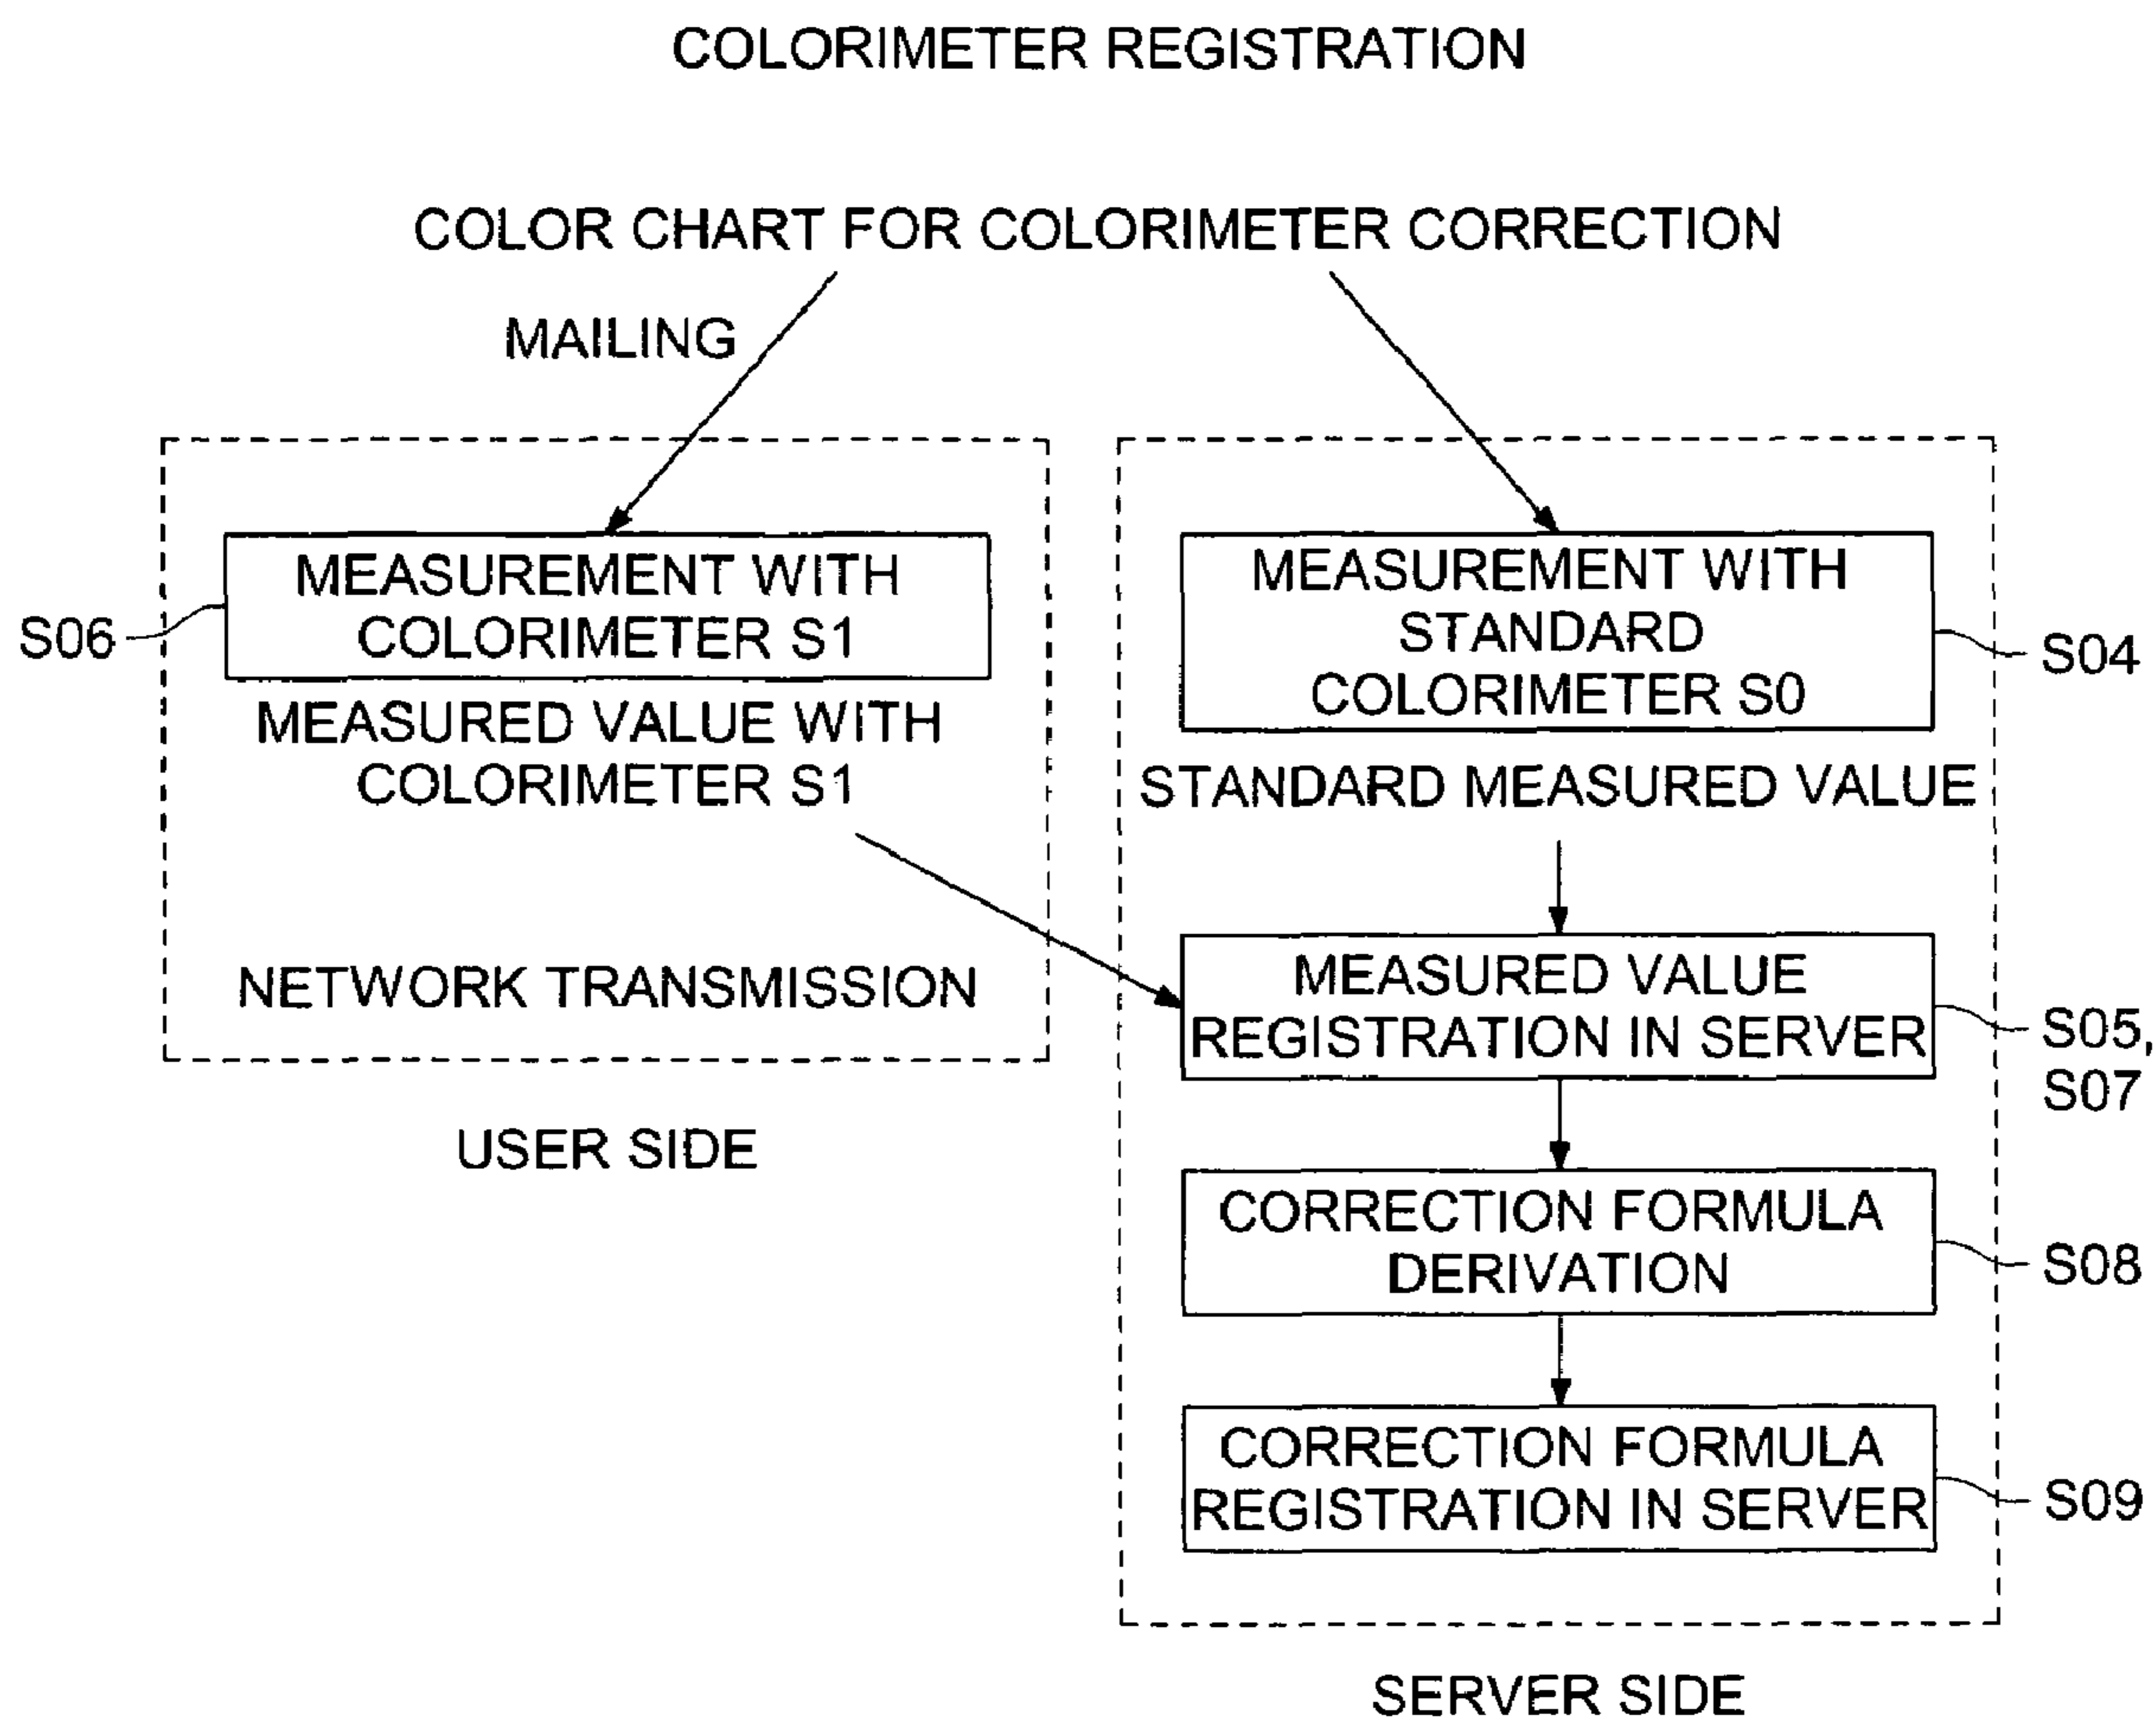 COLORIMETER REGISTRATION
COLOR CHART FOR COLORIMETER CORRECTION
MAILING
MEASUREMENT WITH
COLORIMETER S1
S06
MEASURED VALUE WITH
COLORIMETER S1
NETWORK TRANSMISSION
USER SIDE
MEASUREMENT WITH
STANDARD
COLORIMETER S0
S04
STANDARD MEASURED VALUE
MEASURED VALUE
REGISTRATION IN SERVER
S05,
S07
CORRECTION FORMULA
DERIVATION
S08
CORRECTION FORMULA
REGISTRATION IN SERVER
S09
SERVER SIDE